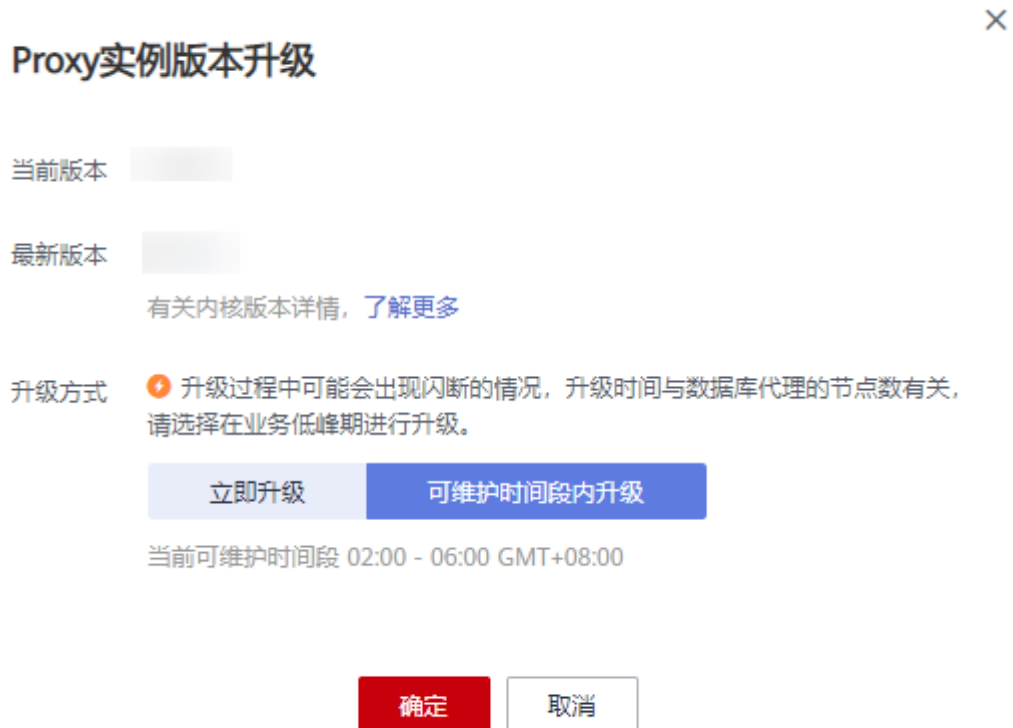 Proxy实例版本升级
当前版本
最新版本
有关内核版本详情,了解更多
升级方式
升级过程中可能会出现闪断的情况,升级时间与数据库代理的节点数有关,
请选择在业务低峰期进行升级。
立即升级 可维护时间段内升级
当前可维护时间段 02:00 - 06:00 GMT+08:00
确定 取消